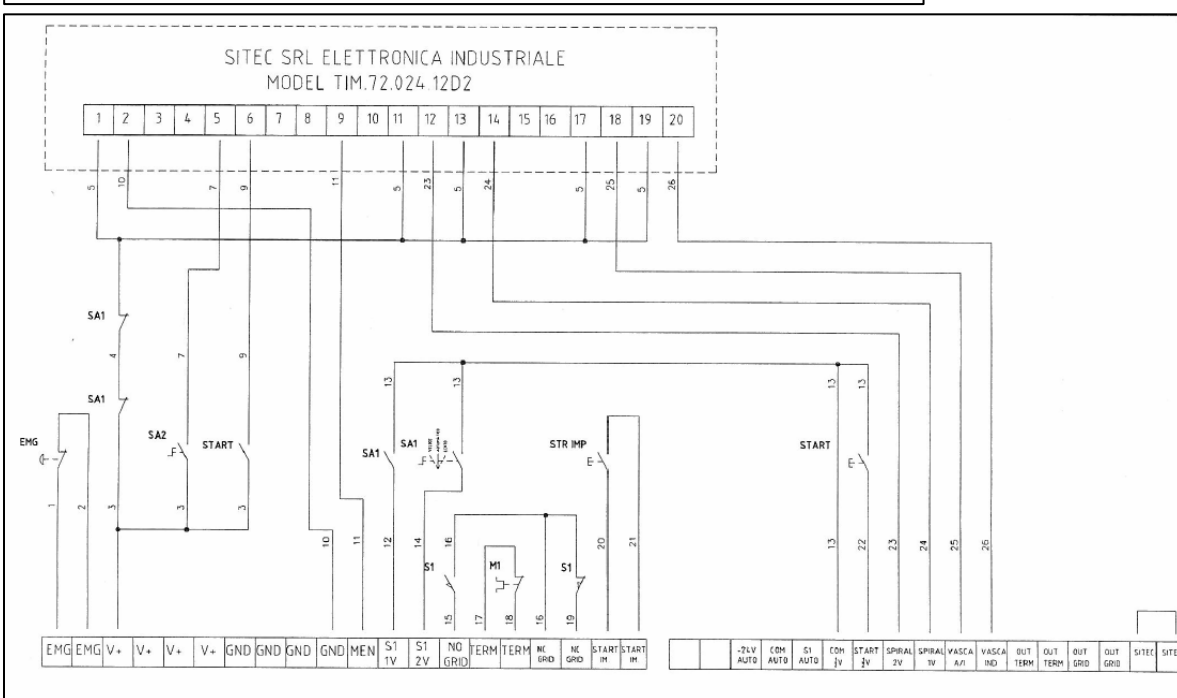 SITEC SRL ELETTRONICA INDUSTRIALE
MODEL TIM.72.024.12D2
1 2 3 4 5 6 7 8 9 10 11 12 13 14 15 16 17 18 19 20
5 10 7 9 11 5 23 5 24 5 25 5 26
SA1
4 7 9 13 13 13 13
SA1
EMG SA2 START SA1 SA1 STR IMP START
1 2 3 3 3 10 11 12 14 16 20 21 13 22 23 24 25 26
S1 M1 S1
15 17 18 16 19
EMG EMG V+ V+ V+ V+ GND GND GND GND MEN S1 1V S1 2V NO GRID TERM TERM NC GRID NC GRID START IM START IM
-24V AUTO COM AUTO S1 AUTO COM ½V START ½V SPIRAL 2V SPIRAL 1V VASCA A/I VASCA IND OUT TERM OUT TERM OUT GRID OUT GRID SITEC SITE